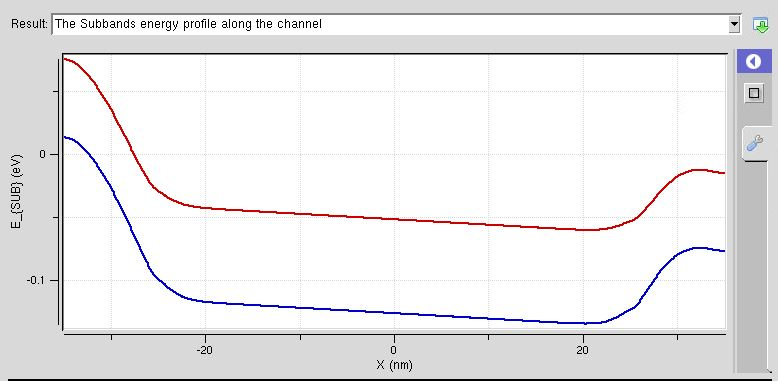 Result: The Subbands energy profile along the channel
E_{SUB} (eV)
0
-0.1
-20
0
20
X (nm)